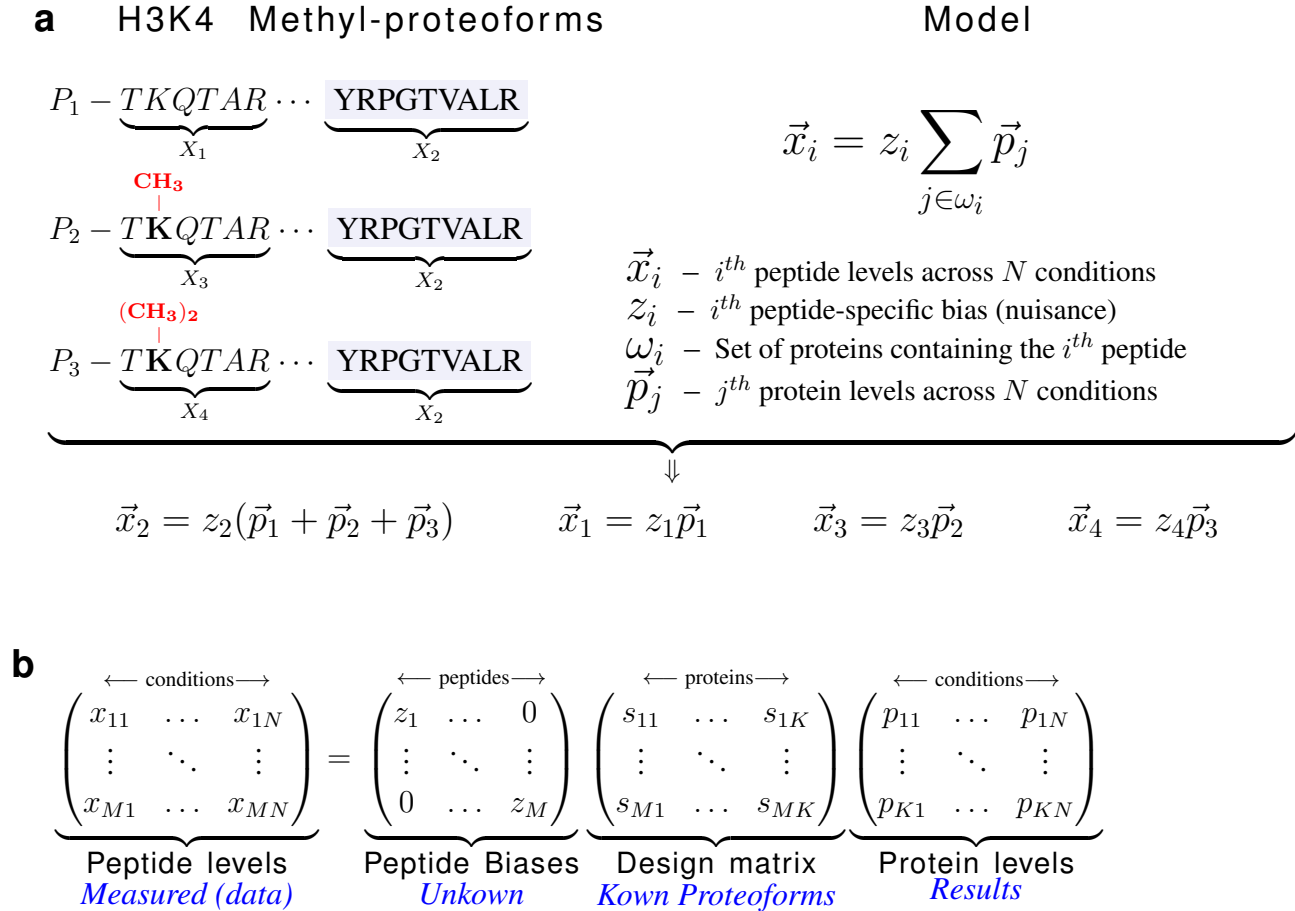 a H3K4 Methyl-proteoforms Model
P₁ − TKQTAR ⋯ YRPGTVALR
X₁ X₂
x⃗ᵢ = zᵢ ∑ p⃗ⱼ
j∈ωᵢ
CH₃
P₂ − TKQTAR ⋯ YRPGTVALR
X₃ X₂
(CH₃)₂
P₃ − TKQTAR ⋯ YRPGTVALR
X₄ X₂
x⃗ᵢ – iᵗʰ peptide levels across N conditions
zᵢ – iᵗʰ peptide-specific bias (nuisance)
ωᵢ – Set of proteins containing the iᵗʰ peptide
p⃗ⱼ – jᵗʰ protein levels across N conditions
⇓
x⃗₂ = z₂(p⃗₁ + p⃗₂ + p⃗₃) x⃗₁ = z₁p⃗₁ x⃗₃ = z₃p⃗₂ x⃗₄ = z₄p⃗₃
b
←— conditions—→ ←— peptides—→ ←— proteins—→ ←— conditions—→
x₁₁ … x₁N z₁ … 0 s₁₁ … s₁K p₁₁ … p₁N
⋮ ⋱ ⋮ = ⋮ ⋱ ⋮ ⋮ ⋱ ⋮ ⋮ ⋱ ⋮
xM₁ … xMN 0 … zM sM₁ … sMK pK₁ … pKN
Peptide levels Peptide Biases Design matrix Protein levels
Measured (data) Unkown Kown Proteoforms Results